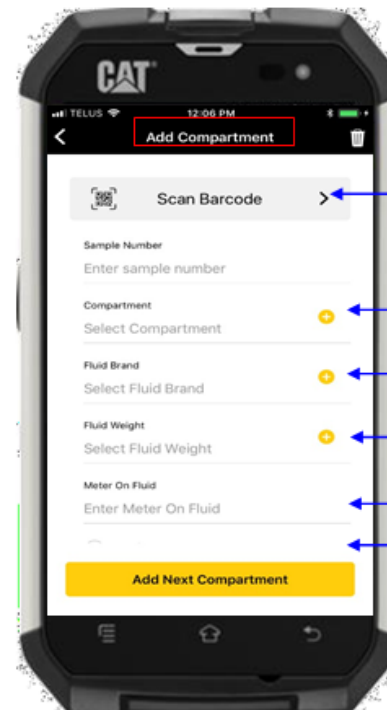 CAT
TELUS 12:06 PM
Add Compartment
Scan Barcode
Sample Number
Enter sample number
Compartment
Select Compartment
Fluid Brand
Select Fluid Brand
Fluid Weight
Select Fluid Weight
Meter On Fluid
Enter Meter On Fluid
Add Next Compartment